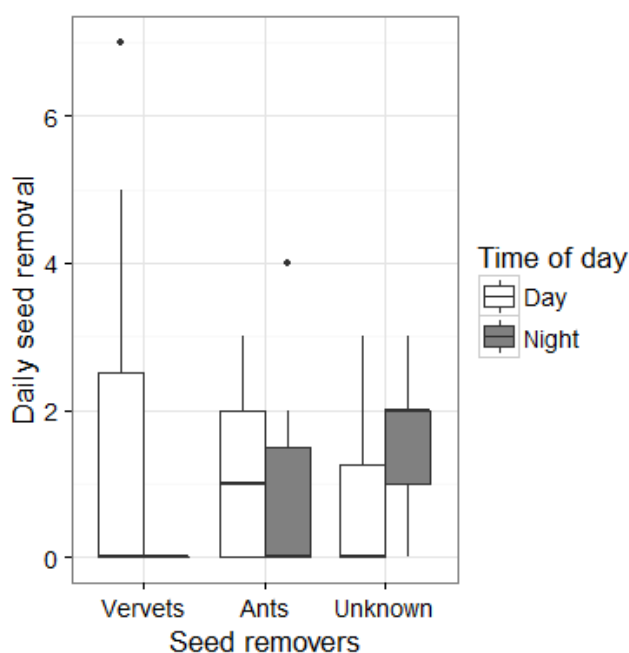 6
4
2
0
Daily seed removal
Vervets Ants Unknown
Seed removers
Time of day
Day
Night